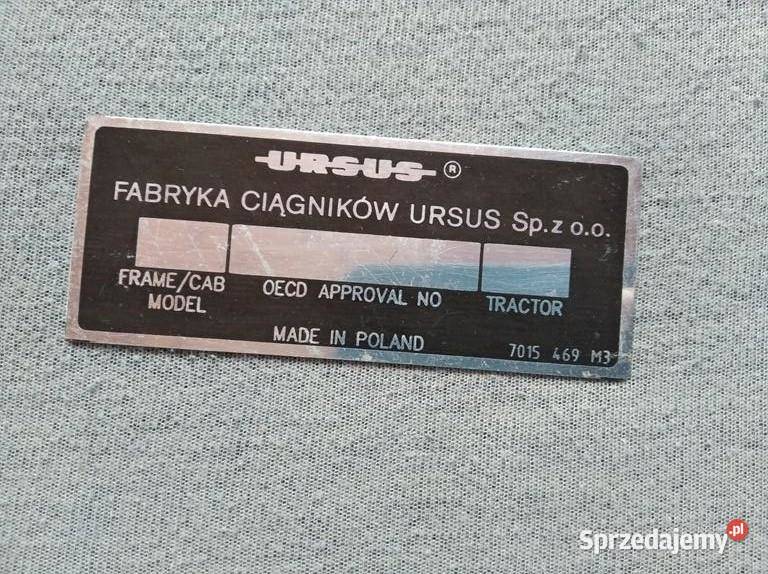 URSUS ®
FABRYKA CIĄGNIKÓW URSUS Sp. z o.o.
FRAME/CAB
MODEL
OECD APPROVAL NO
TRACTOR
MADE IN POLAND
7015 469 M3
Sprzedajemy.pl